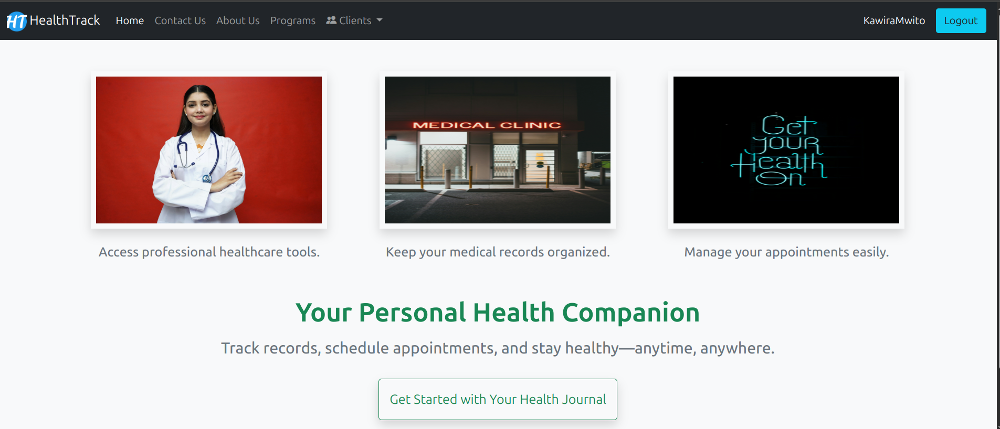 HT HealthTrack Home Contact Us About Us Programs Clients KawiraMwito Logout
MEDICAL CLINIC
Get
your
Health
On
Access professional healthcare tools. Keep your medical records organized. Manage your appointments easily.
Your Personal Health Companion
Track records, schedule appointments, and stay healthy—anytime, anywhere.
Get Started with Your Health Journal